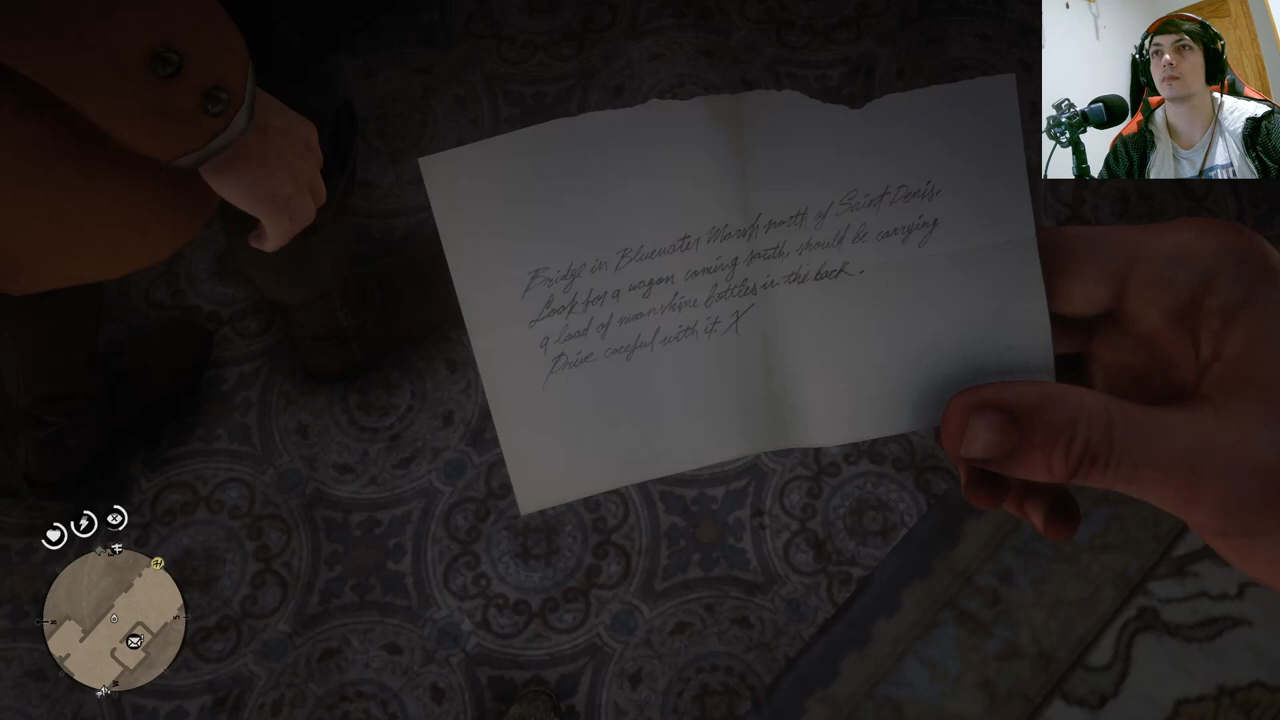 Bridge in Bluewater Marsh north of Saint Denis.
Look for a wagon coming south, should be carrying
a load of moonshine bottles in the back.
Drive careful with it. X